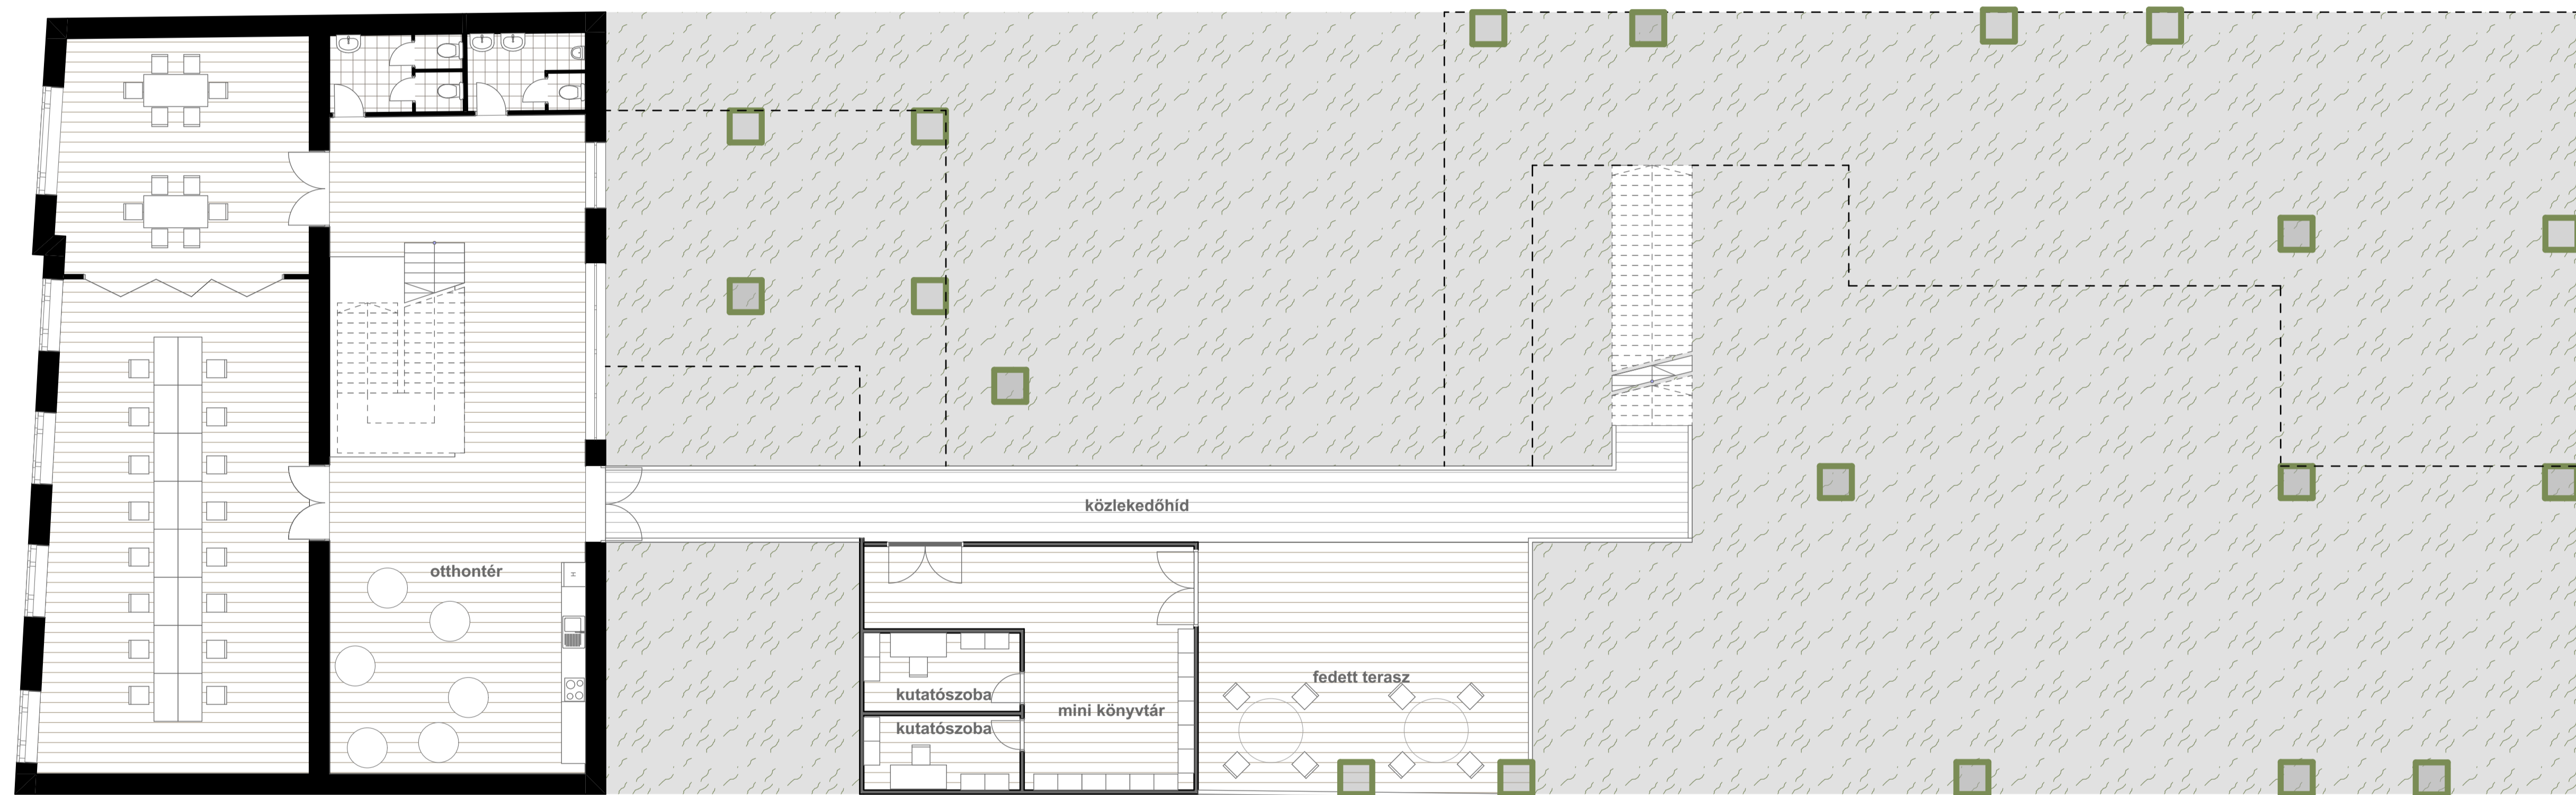 közlekedőhíd
otthontér
fedett terasz
kutatószoba
mini könyvtár
kutatószoba
H